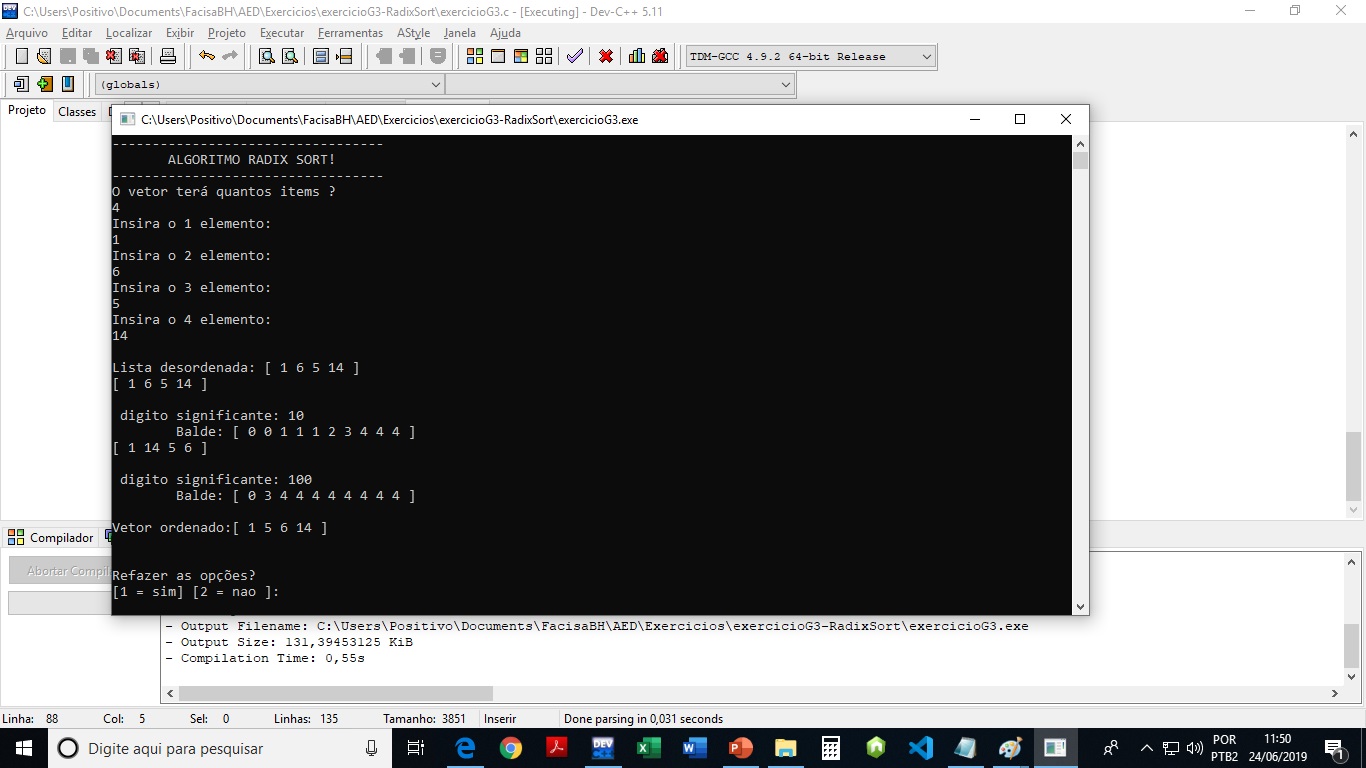 C:\Users\Positivo\Documents\FacisaBH\AED\Exercicios\exercicioG3-RadixSort\exercicioG3.c - [Executing] - Dev-C++ 5.11
Arquivo Editar Localizar Exibir Projeto Executar Ferramentas AStyle Janela Ajuda
TDM-GCC 4.9.2 64-bit Release
(globals)
Projeto Classes
C:\Users\Positivo\Documents\FacisaBH\AED\Exercicios\exercicioG3-RadixSort\exercicioG3.exe
----------------------------------
ALGORITMO RADIX SORT!
----------------------------------
O vetor terá quantos items ?
4
Insira o 1 elemento:
1
Insira o 2 elemento:
6
Insira o 3 elemento:
5
Insira o 4 elemento:
14
Lista desordenada: [ 1 6 5 14 ]
[ 1 6 5 14 ]
digito significante: 10
Balde: [ 0 0 1 1 1 2 3 4 4 4 ]
[ 1 14 5 6 ]
digito significante: 100
Balde: [ 0 3 4 4 4 4 4 4 4 4 ]
Vetor ordenado:[ 1 5 6 14 ]
Refazer as opções?
[1 = sim] [2 = nao ]:
Compilador
Abortar Compil
- Output Filename: C:\Users\Positivo\Documents\FacisaBH\AED\Exercicios\exercicioG3-RadixSort\exercicioG3.exe
- Output Size: 131,39453125 KiB
- Compilation Time: 0,55s
Linha: 88 Col: 5 Sel: 0 Linhas: 135 Tamanho: 3851 Inserir Done parsing in 0,031 seconds
Digite aqui para pesquisar
POR 11:50
PTB2 24/06/2019
1